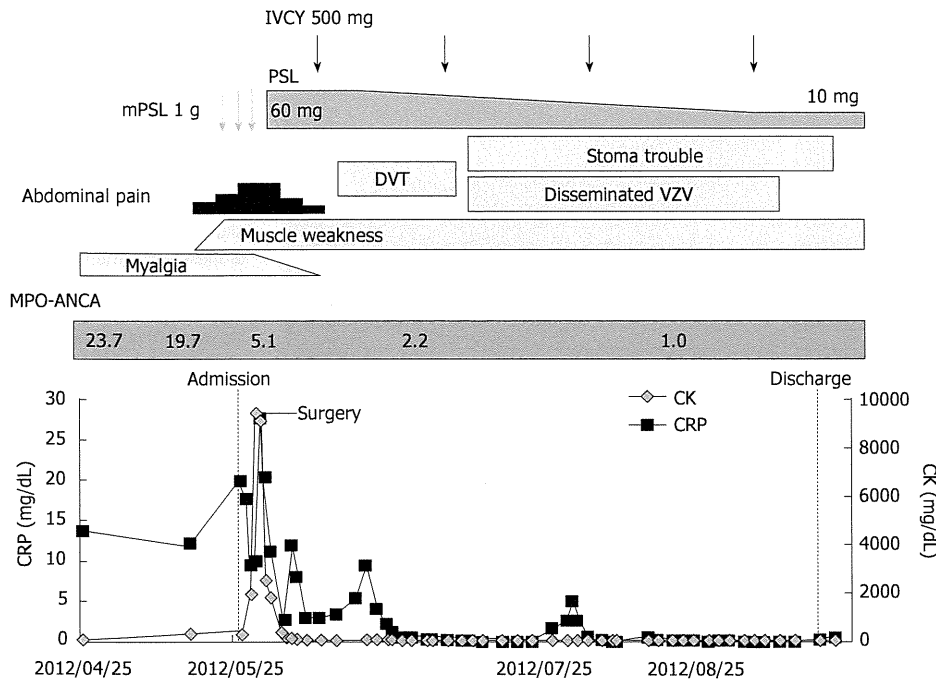 IVCY 500 mg
PSL
mPSL 1 g
60 mg
10 mg
Stoma trouble
DVT
Disseminated VZV
Abdominal pain
Muscle weakness
Myalgia
MPO-ANCA
23.7 19.7 5.1 2.2 1.0
Admission
Discharge
30
25
20
15
10
5
0
CRP (mg/dL)
Surgery
CK
CRP
10000
8000
6000
4000
2000
0
CK (mg/dL)
2012/04/25 2012/05/25 2012/07/25 2012/08/25